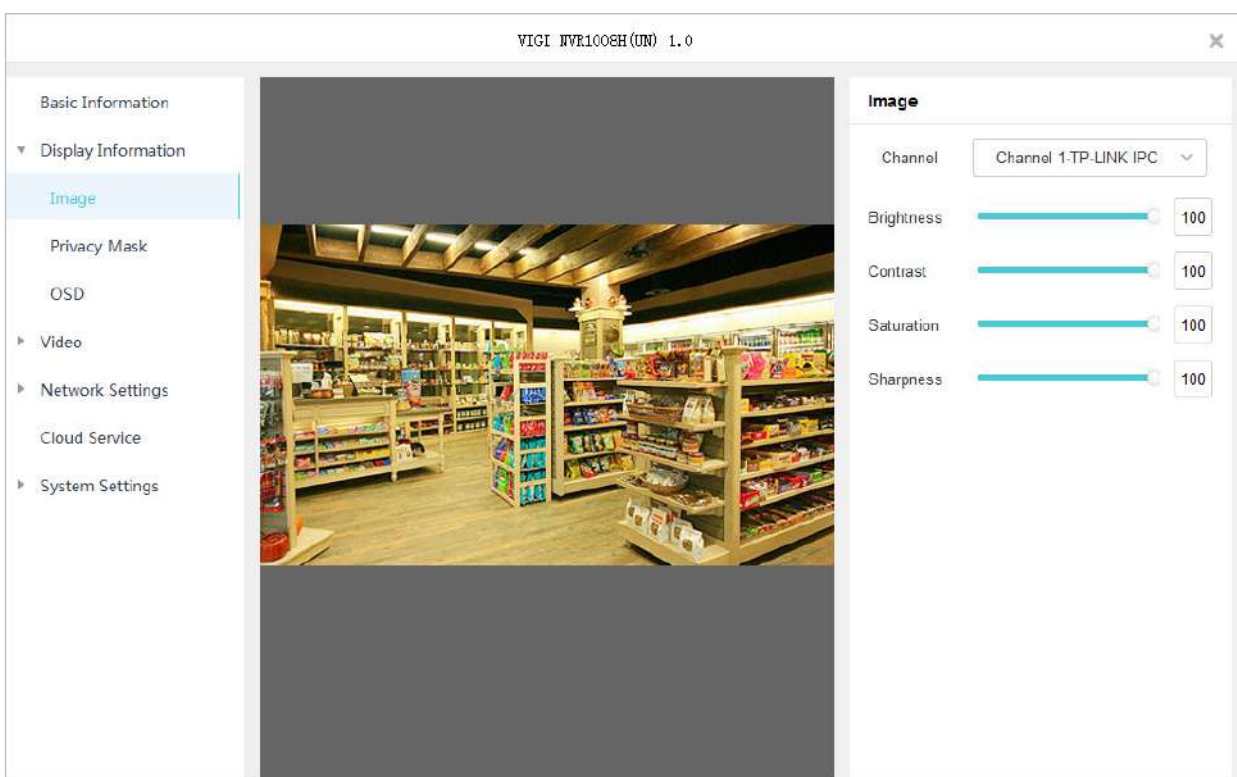 VIGI NVR1008H(UN) 1.0
Basic Information
Display Information
Image
Privacy Mask
OSD
Video
Network Settings
Cloud Service
System Settings
Image
Channel Channel 1-TP-LINK IPC
Brightness 100
Contrast 100
Saturation 100
Sharpness 100